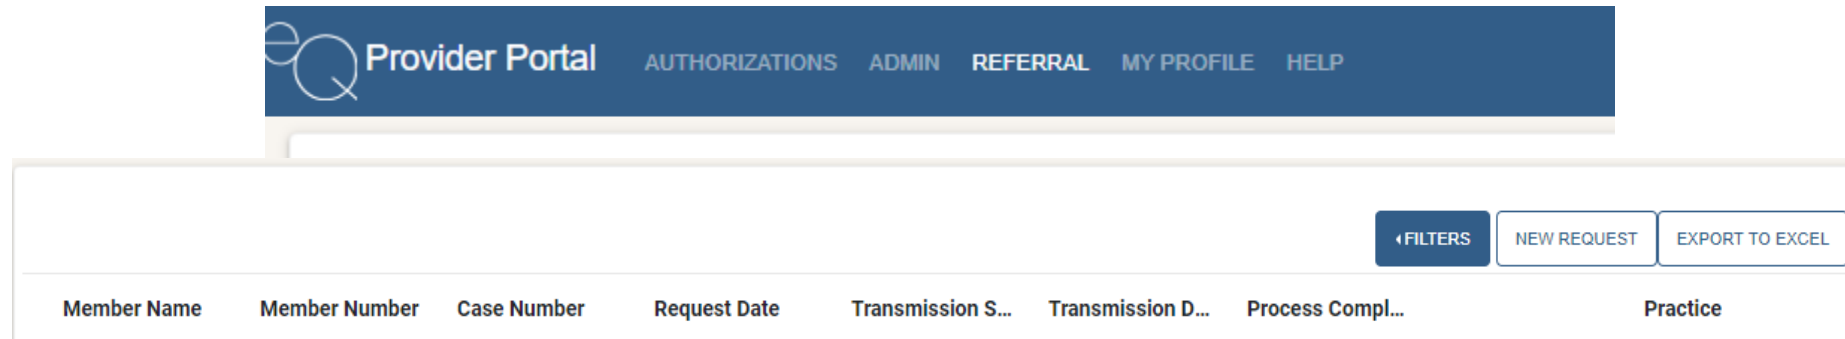 eQ Provider Portal AUTHORIZATIONS ADMIN REFERRAL MY PROFILE HELP
FILTERS NEW REQUEST EXPORT TO EXCEL
Member Name Member Number Case Number Request Date Transmission S... Transmission D... Process Compl... Practice